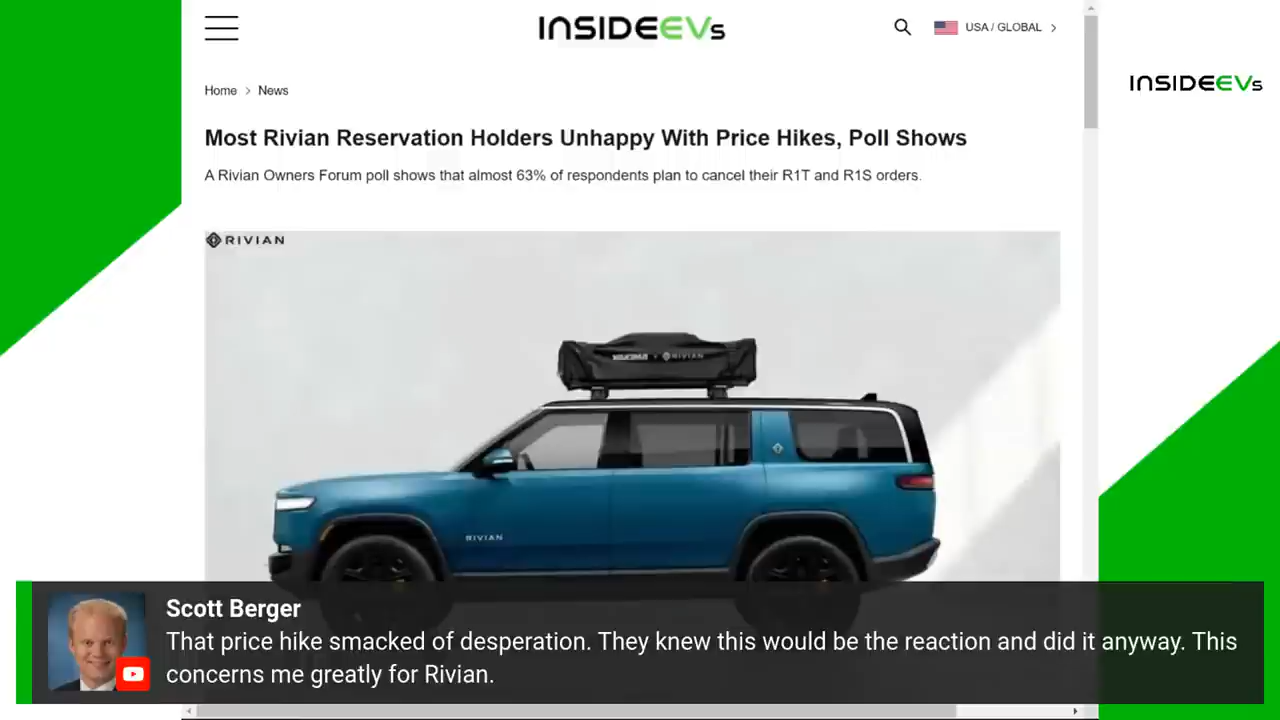 INSIDEEVs
USA / GLOBAL
INSIDEEVs
Home > News
Most Rivian Reservation Holders Unhappy With Price Hikes, Poll Shows
A Rivian Owners Forum poll shows that almost 63% of respondents plan to cancel their R1T and R1S orders.
RIVIAN
YAKIMA x RIVIAN
RIVIAN
Scott Berger
That price hike smacked of desperation. They knew this would be the reaction and did it anyway. This
concerns me greatly for Rivian.